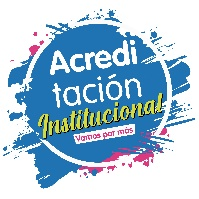 Acredi
tación
Institucional
Vamos por más